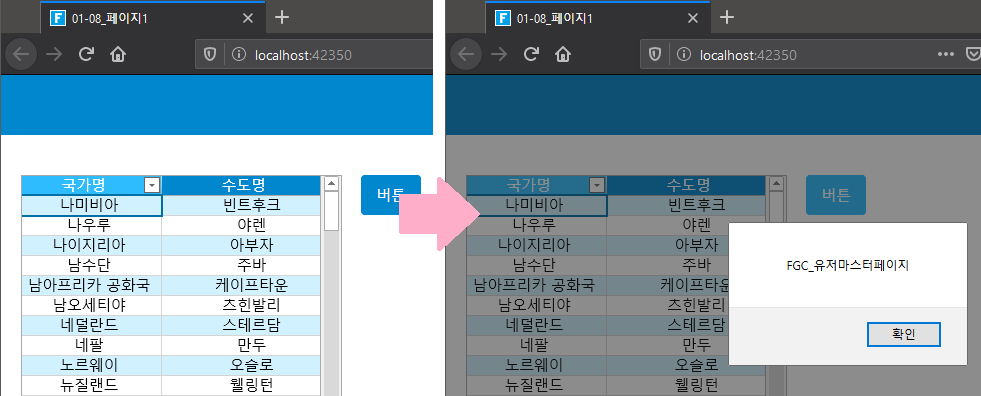 F 01-08_페이지1
localhost:42350
국가명 수도명
버튼
나미비아 빈트후크
나우루 야렌
나이지리아 아부자
남수단 주바
남아프리카 공화국 케이프타운
남오세티야 츠힌발리
네덜란드 스테르담
네팔 만두
노르웨이 오슬로
뉴질랜드 웰링턴
F 01-08_페이지1
localhost:42350
국가명 수도명
버튼
나미비아 빈트후크
나우루 야렌
나이지리아 아부자
남수단 주바
남아프리카 공화국 케이프타운
남오세티야 츠힌발리
네덜란드 스테르담
네팔 만두
노르웨이 오슬로
뉴질랜드 웰링턴
FGC_유저마스터페이지
확인